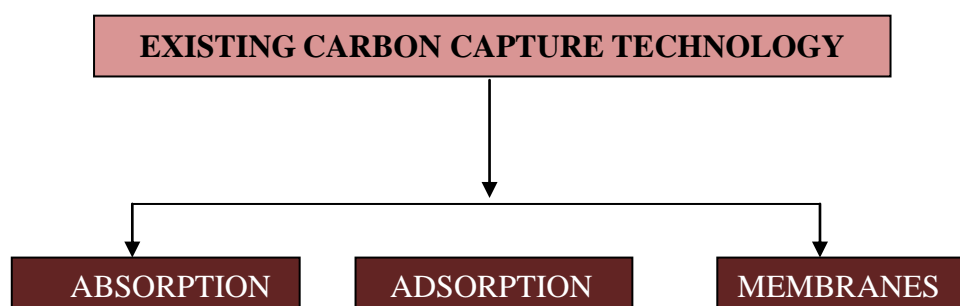 EXISTING CARBON CAPTURE TECHNOLOGY
ABSORPTION
ADSORPTION
MEMBRANES